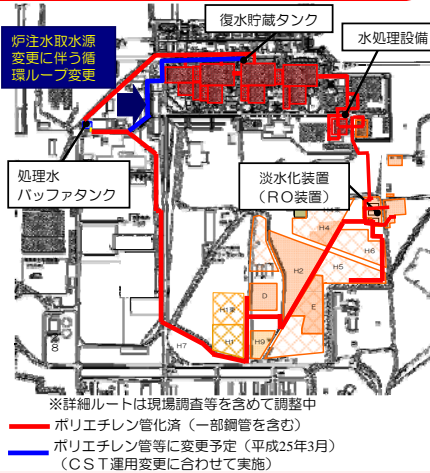 復水貯蔵タンク
炉注水取水源
変更に伴う循
環ループ変更
水処理設備
処理水
バッファタンク
淡水化装置
（ＲＯ装置）
H4
H6
H5
H2
D
E
H1東
H1
H9
H7
※詳細ルートは現場調査等を含めて調整中
ポリエチレン管化済（一部鋼管を含む）
ポリエチレン管等に変更予定（平成25年3月）
（ＣＳＴ運用変更に合わせて実施）